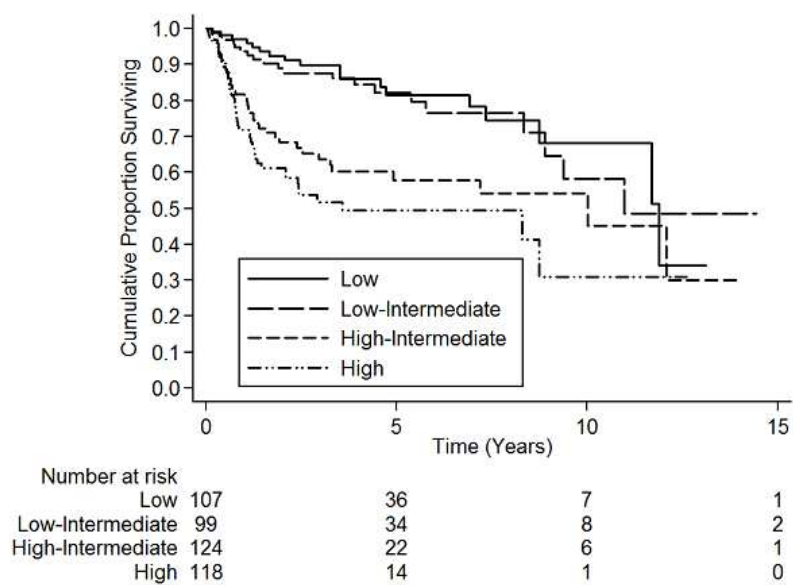 Cumulative Proportion Surviving
1.0
0.9
0.8
0.7
0.6
0.5
0.4
0.3
0.2
0.1
0.0
Low
Low-Intermediate
High-Intermediate
High
0 5 10 15
Time (Years)
Number at risk
Low 107 36 7 1
Low-Intermediate 99 34 8 2
High-Intermediate 124 22 6 1
High 118 14 1 0